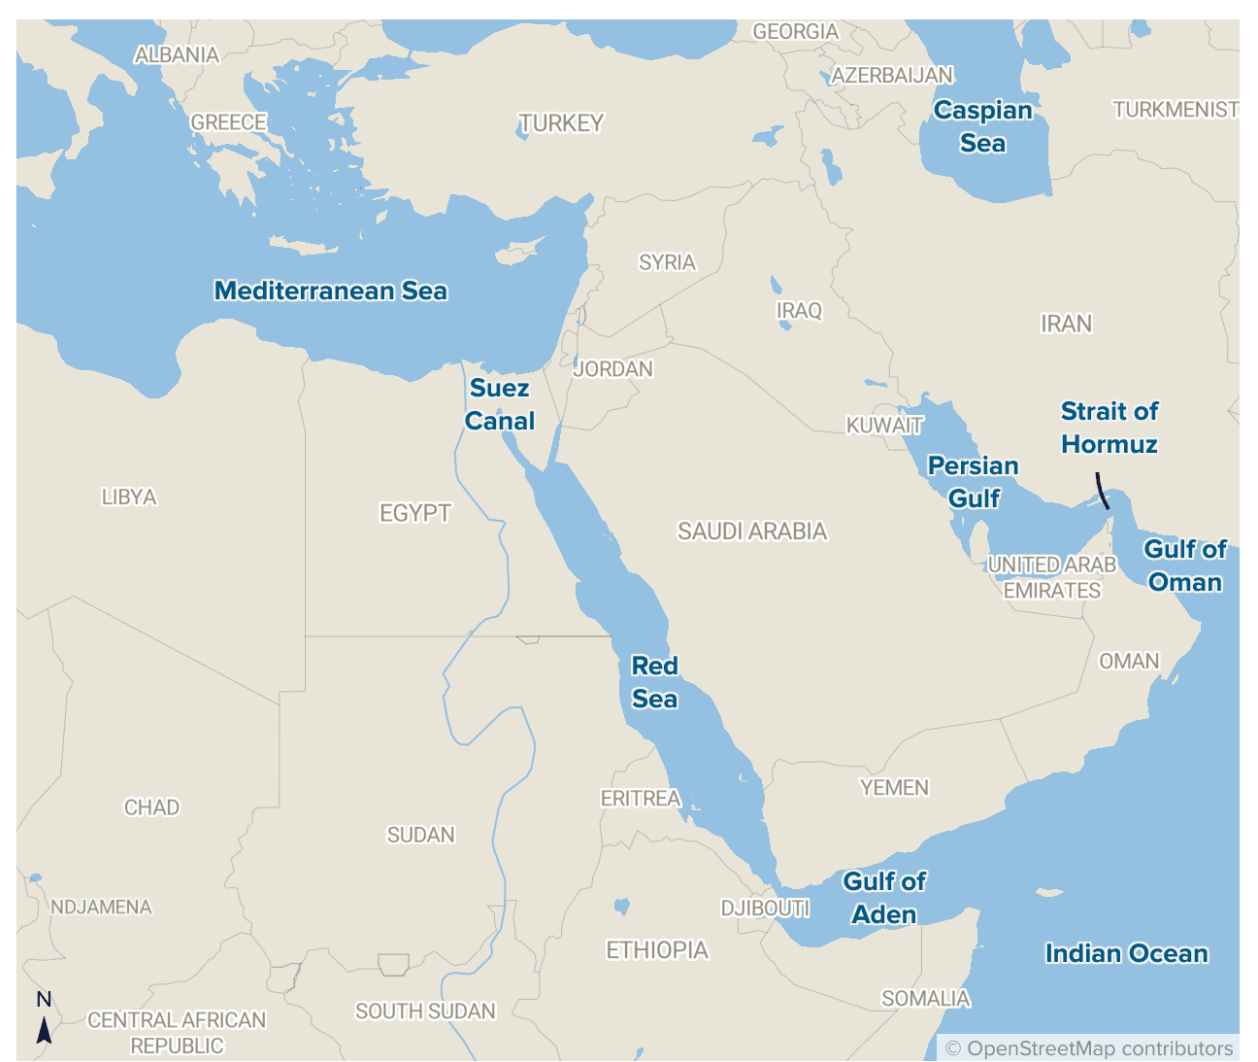 GEORGIA
ALBANIA
AZERBAIJAN
Caspian
Sea
TURKMENIST
GREECE
TURKEY
SYRIA
Mediterranean Sea
IRAQ
IRAN
JORDAN
Suez
Canal
KUWAIT
Strait of
Hormuz
Persian
Gulf
LIBYA
EGYPT
SAUDI ARABIA
Gulf of
Oman
UNITED ARAB
EMIRATES
Red
Sea
OMAN
YEMEN
ERITREA
CHAD
SUDAN
Gulf of
Aden
NDJAMENA
DJIBOUTI
ETHIOPIA
Indian Ocean
SOMALIA
N
SOUTH SUDAN
CENTRAL AFRICAN
REPUBLIC
© OpenStreetMap contributors